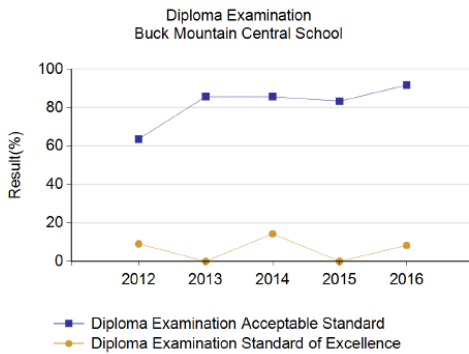 Diploma Examination
Buck Mountain Central School
100
80
60
40
20
0
Result(%)
2012 2013 2014 2015 2016
Diploma Examination Acceptable Standard
Diploma Examination Standard of Excellence